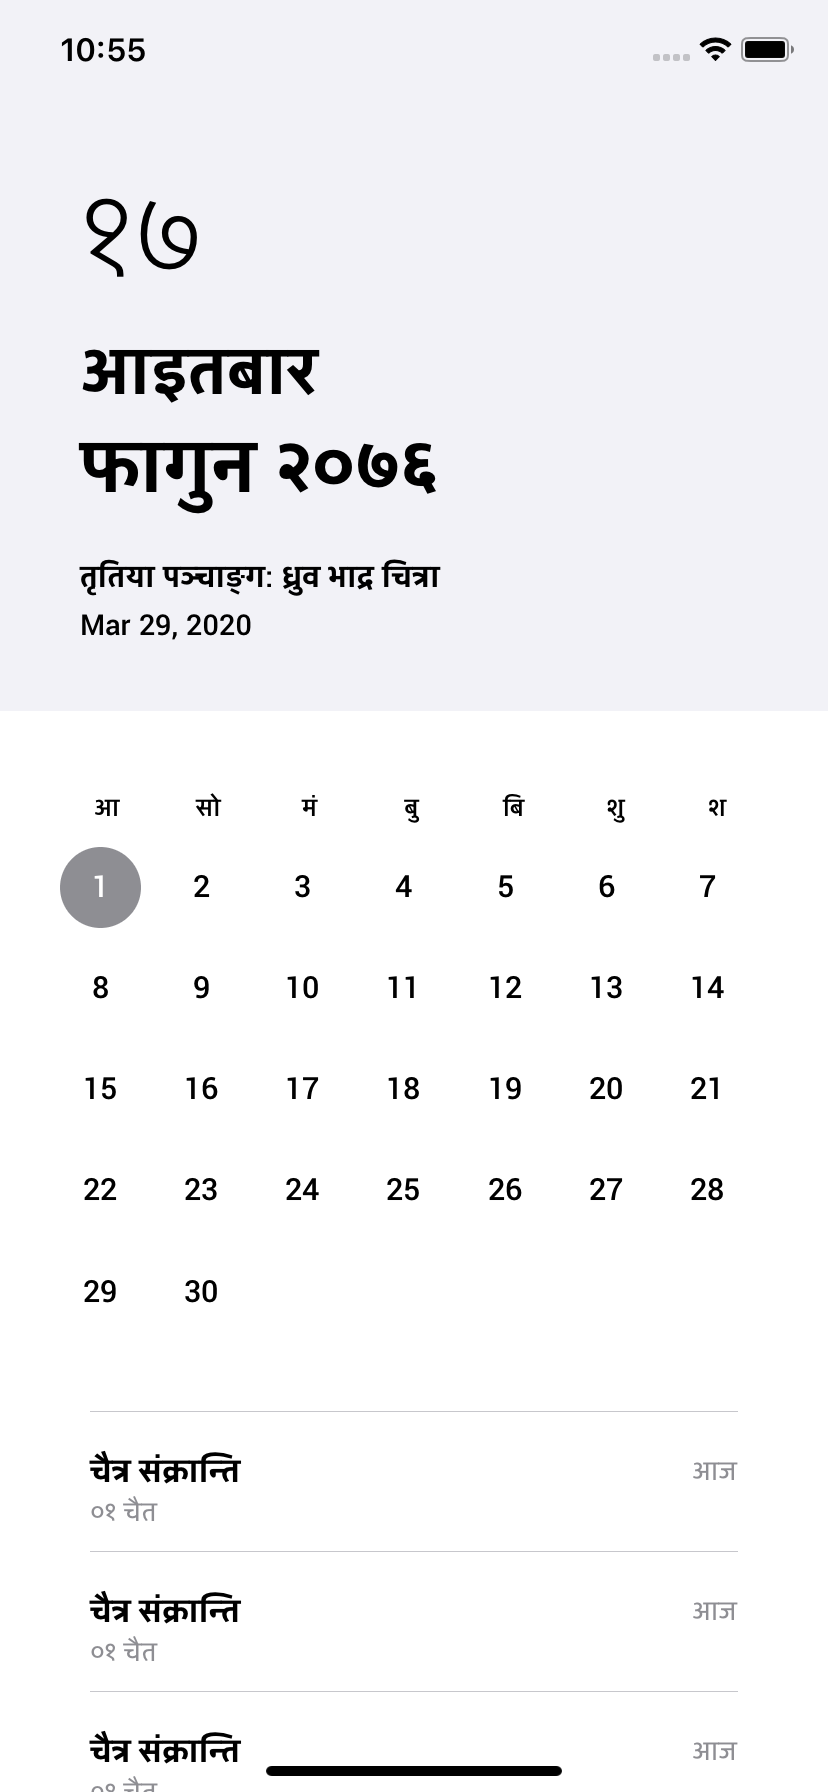 10:55
१७
आइतबार
फागुन २०७६
तृतिया पञ्चाङ्ग: ध्रुव भाद्र चित्रा
Mar 29, 2020
आ सो मं बु बि शु श
1 2 3 4 5 6 7
8 9 10 11 12 13 14
15 16 17 18 19 20 21
22 23 24 25 26 27 28
29 30
चैत्र संक्रान्ति आज
०१ चैत
चैत्र संक्रान्ति आज
०१ चैत
चैत्र संक्रान्ति आज
०१ चैत